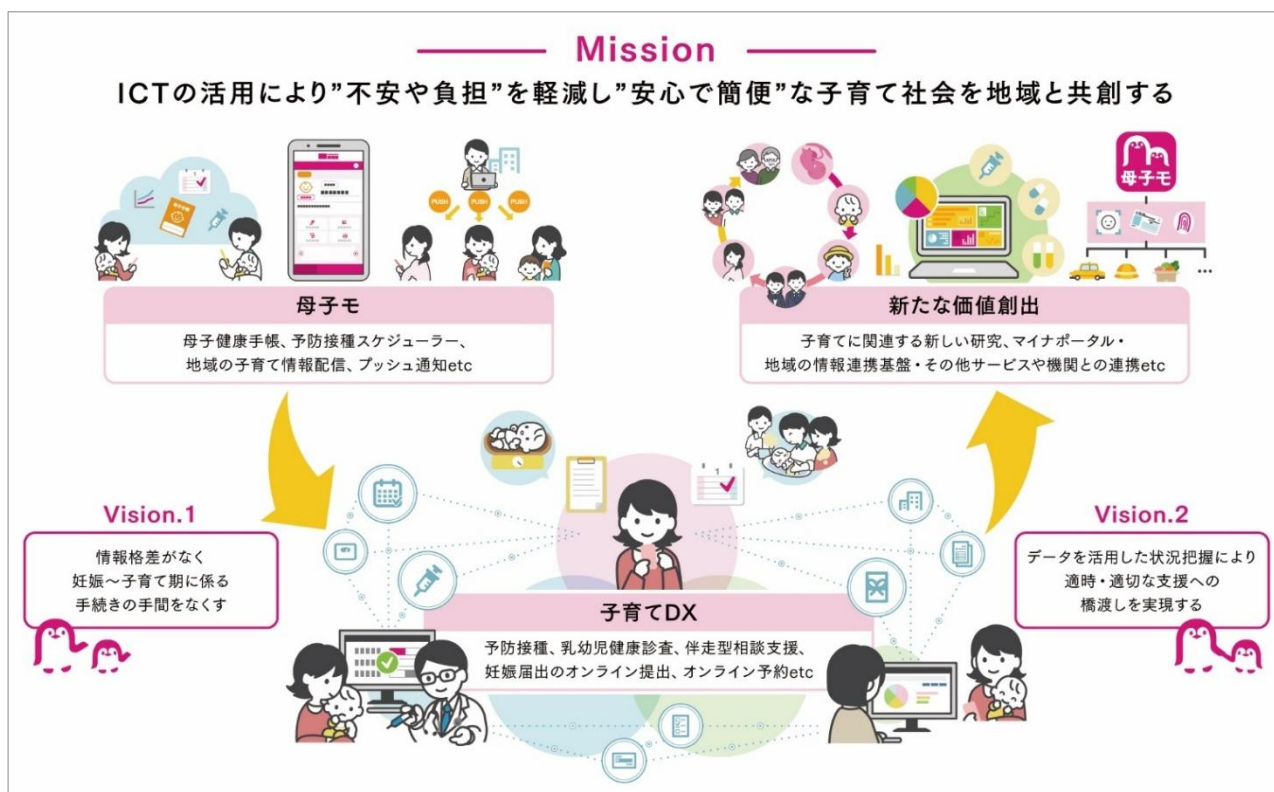 Mission
ICTの活用により”不安や負担”を軽減し”安心で簡便”な子育て社会を地域と共創する
PUSH
PUSH
PUSH
母子モ
母子モ
母子健康手帳、予防接種スケジューラー、
地域の子育て情報配信、プッシュ通知etc
新たな価値創出
子育てに関連する新しい研究、マイナポータル・
地域の情報連携基盤・その他サービスや機関との連携etc
Vision.1
情報格差がなく
妊娠～子育て期に係る
手続きの手間をなくす
1
Vision.2
データを活用した状況把握により
適時・適切な支援への
橋渡しを実現する
子育てDX
予防接種、乳幼児健康診査、伴走型相談支援、
妊娠届出のオンライン提出、オンライン予約etc